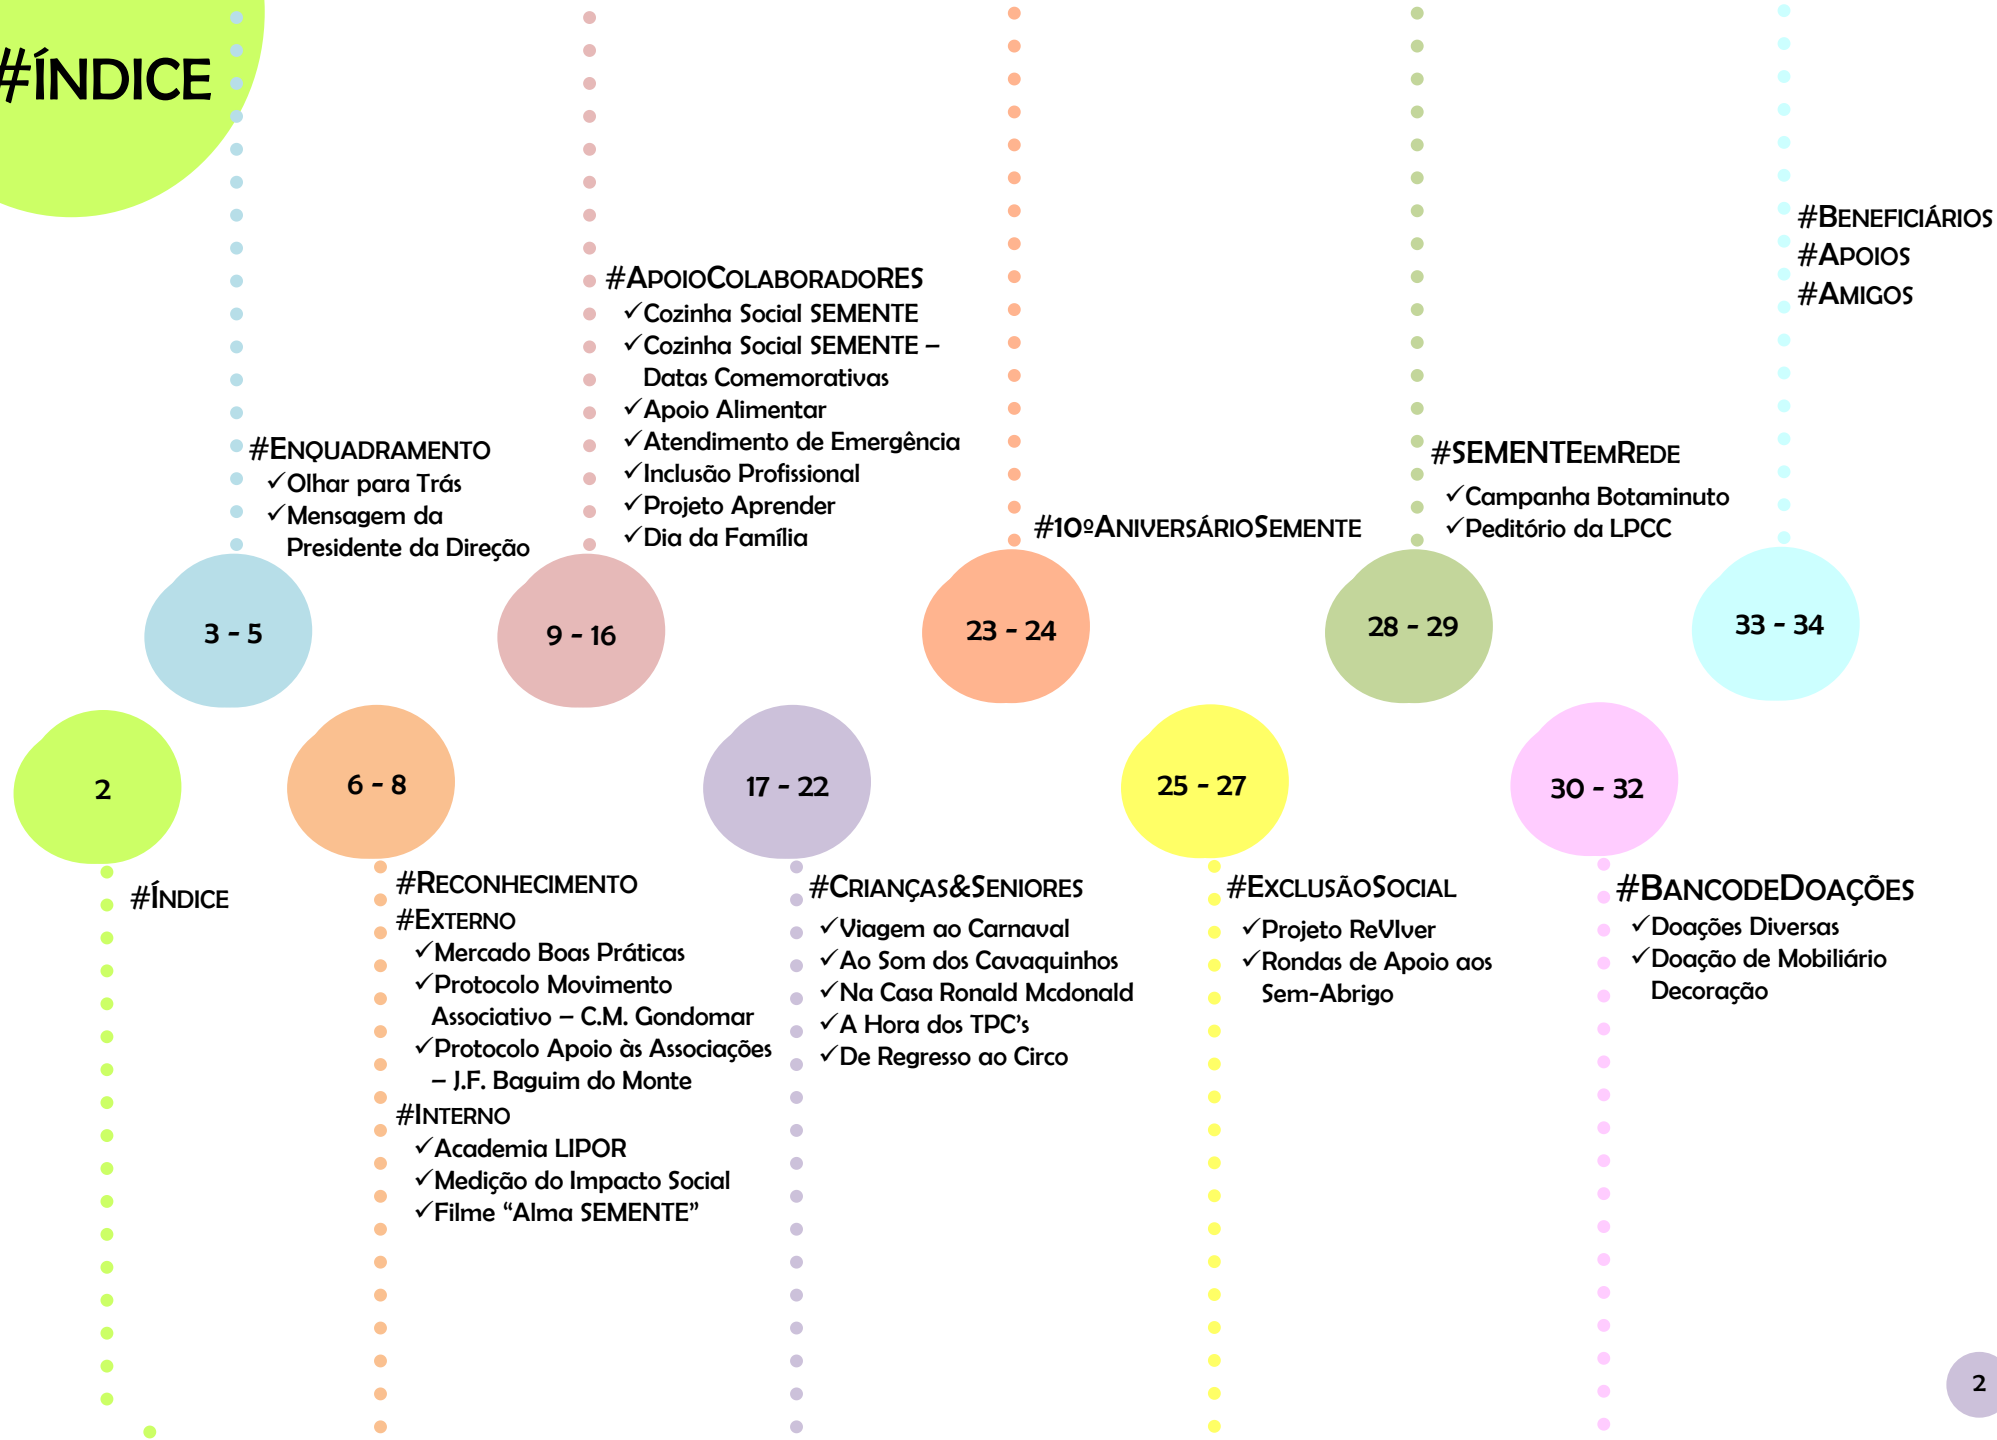 #ÍNDICE
#BENEFICIÁRIOS
#APOIOS
#AMIGOS
#APOIOCOLABORADORES
✓Cozinha Social SEMENTE
✓Cozinha Social SEMENTE –
Datas Comemorativas
✓Apoio Alimentar
✓Atendimento de Emergência
✓Inclusão Profissional
✓Projeto Aprender
✓Dia da Família
#ENQUADRAMENTO
✓Olhar para Trás
✓Mensagem da
Presidente da Direção
#10ºANIVERSÁRIOSEMENTE
#SEMENTEEMREDE
✓Campanha Botaminuto
✓Peditório da LPCC
3 - 5
9 - 16
23 - 24
28 - 29
33 - 34
2
6 - 8
17 - 22
25 - 27
30 - 32
#ÍNDICE
#RECONHECIMENTO
#EXTERNO
✓Mercado Boas Práticas
✓Protocolo Movimento
Associativo – C.M. Gondomar
✓Protocolo Apoio às Associações
– J.F. Baguim do Monte
#INTERNO
✓Academia LIPOR
✓Medição do Impacto Social
✓Filme “Alma SEMENTE”
#CRIANÇAS&SENIORES
✓Viagem ao Carnaval
✓Ao Som dos Cavaquinhos
✓Na Casa Ronald Mcdonald
✓A Hora dos TPC’s
✓De Regresso ao Circo
#EXCLUSÃOSOCIAL
✓Projeto ReVIver
✓Rondas de Apoio aos
Sem-Abrigo
#BANCODEDOAÇÕES
✓Doações Diversas
✓Doação de Mobiliário
Decoração
2